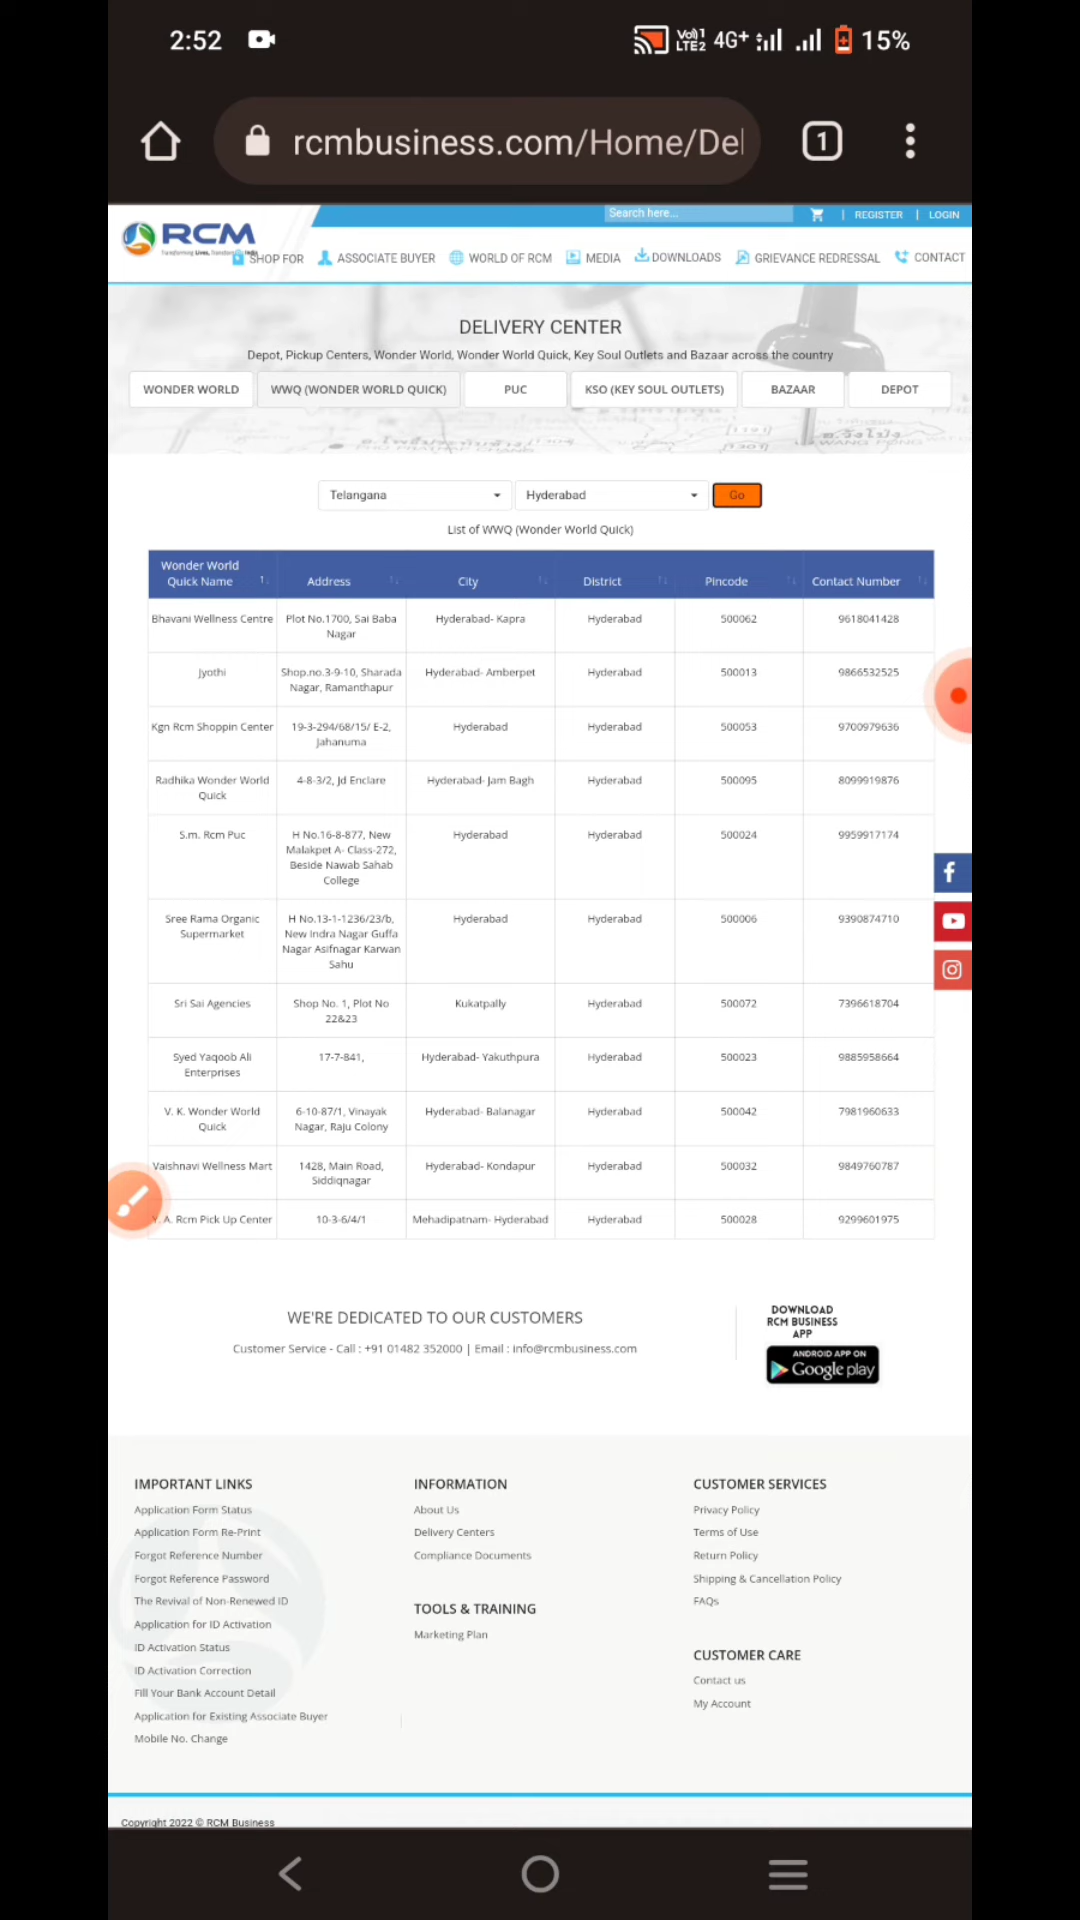 2:52
Vo)) 1
LTE2
4G+
15%
rcmbusiness.com/Home/Del
1
Search here...
| REGISTER | LOGIN
RCM
SHOP FOR
ASSOCIATE BUYER
WORLD OF RCM
MEDIA
DOWNLOADS
GRIEVANCE REDRESSAL
CONTACT
DELIVERY CENTER
Depot, Pickup Centers, Wonder World, Wonder World Quick, Key Soul Outlets and Bazaar across the country
WONDER WORLD
WWQ (WONDER WORLD QUICK)
PUC
KSO (KEY SOUL OUTLETS)
BAZAAR
DEPOT
Telangana
Hyderabad
Go
List of WWQ (Wonder World Quick)
Wonder World
Quick Name
Address
City
District
Pincode
Contact Number
Bhavani Wellness Centre
Plot No.1700, Sai Baba
Nagar
Hyderabad- Kapra
Hyderabad
500062
9618041428
Jyothi
Shop.no.3-9-10, Sharada
Nagar, Ramanthapur
Hyderabad- Amberpet
Hyderabad
500013
9866532525
Kgn Rcm Shoppin Center
19-3-294/68/15/ E-2,
Jahanuma
Hyderabad
Hyderabad
500053
9700979636
Radhika Wonder World
Quick
4-8-3/2, Jd Enclare
Hyderabad- Jam Bagh
Hyderabad
500095
8099919876
S.m. Rcm Puc
H No.16-8-877, New
Malakpet A- Class-272,
Beside Nawab Sahab
College
Hyderabad
Hyderabad
500024
9959917174
Sree Rama Organic
Supermarket
H No.13-1-1236/23/b,
New Indra Nagar Guffa
Nagar Asifnagar Karwan
Sahu
Hyderabad
Hyderabad
500006
9390874710
Sri Sai Agencies
Shop No. 1, Plot No
22&23
Kukatpally
Hyderabad
500072
7396618704
Syed Yaqoob Ali
Enterprises
17-7-841,
Hyderabad- Yakuthpura
Hyderabad
500023
9885958664
V. K. Wonder World
Quick
6-10-87/1, Vinayak
Nagar, Raju Colony
Hyderabad- Balanagar
Hyderabad
500042
7981960633
Vaishnavi Wellness Mart
1428, Main Road,
Siddiqnagar
Hyderabad- Kondapur
Hyderabad
500032
9849760787
Y. A. Rcm Pick Up Center
10-3-6/4/1
Mehadipatnam- Hyderabad
Hyderabad
500028
9299601975
WE'RE DEDICATED TO OUR CUSTOMERS
Customer Service - Call : +91 01482 352000 | Email : info@rcmbusiness.com
DOWNLOAD
RCM BUSINESS
APP
ANDROID APP ON
Google play
IMPORTANT LINKS
Application Form Status
Application Form Re-Print
Forgot Reference Number
Forgot Reference Password
The Revival of Non-Renewed ID
Application for ID Activation
ID Activation Status
ID Activation Correction
Fill Your Bank Account Detail
Application for Existing Associate Buyer
Mobile No. Change
INFORMATION
About Us
Delivery Centers
Compliance Documents
TOOLS & TRAINING
Marketing Plan
CUSTOMER SERVICES
Privacy Policy
Terms of Use
Return Policy
Shipping & Cancellation Policy
FAQs
CUSTOMER CARE
Contact us
My Account
Copyright 2022 © RCM Business